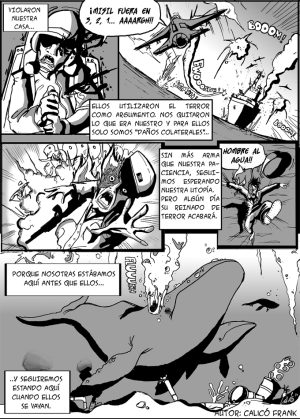 VIOLARON
NUESTRA
CASA...
¡MISIL FUERA EN
3, 2, 1... AAAARGH!!!
BOOOM
BOOOM
ELLOS UTILIZARON EL TERROR
COMO ARGUMENTO. NOS QUITARON
LO QUE ERA NUESTRO Y PARA ELLOS
SOLO SOMOS "DAÑOS COLATERALES"...
SIN MÁS ARMA
QUE NUESTRA PA-
CIENCIA, SEGUI-
MOS ESPERANDO
NUESTRA UTOPÍA.
PERO ALGÚN DÍA
SU REINADO DE
TERROR ACABARÁ.
¡HOMBRE AL
AGUA!!
PORQUE NOSOTRAS ESTÁBAMOS
AQUÍ ANTES QUE ELLOS...
...Y SEGUIREMOS
ESTANDO AQUÍ
CUANDO ELLOS
SE VAYAN.
AUTOR: CALICÓ FRANK